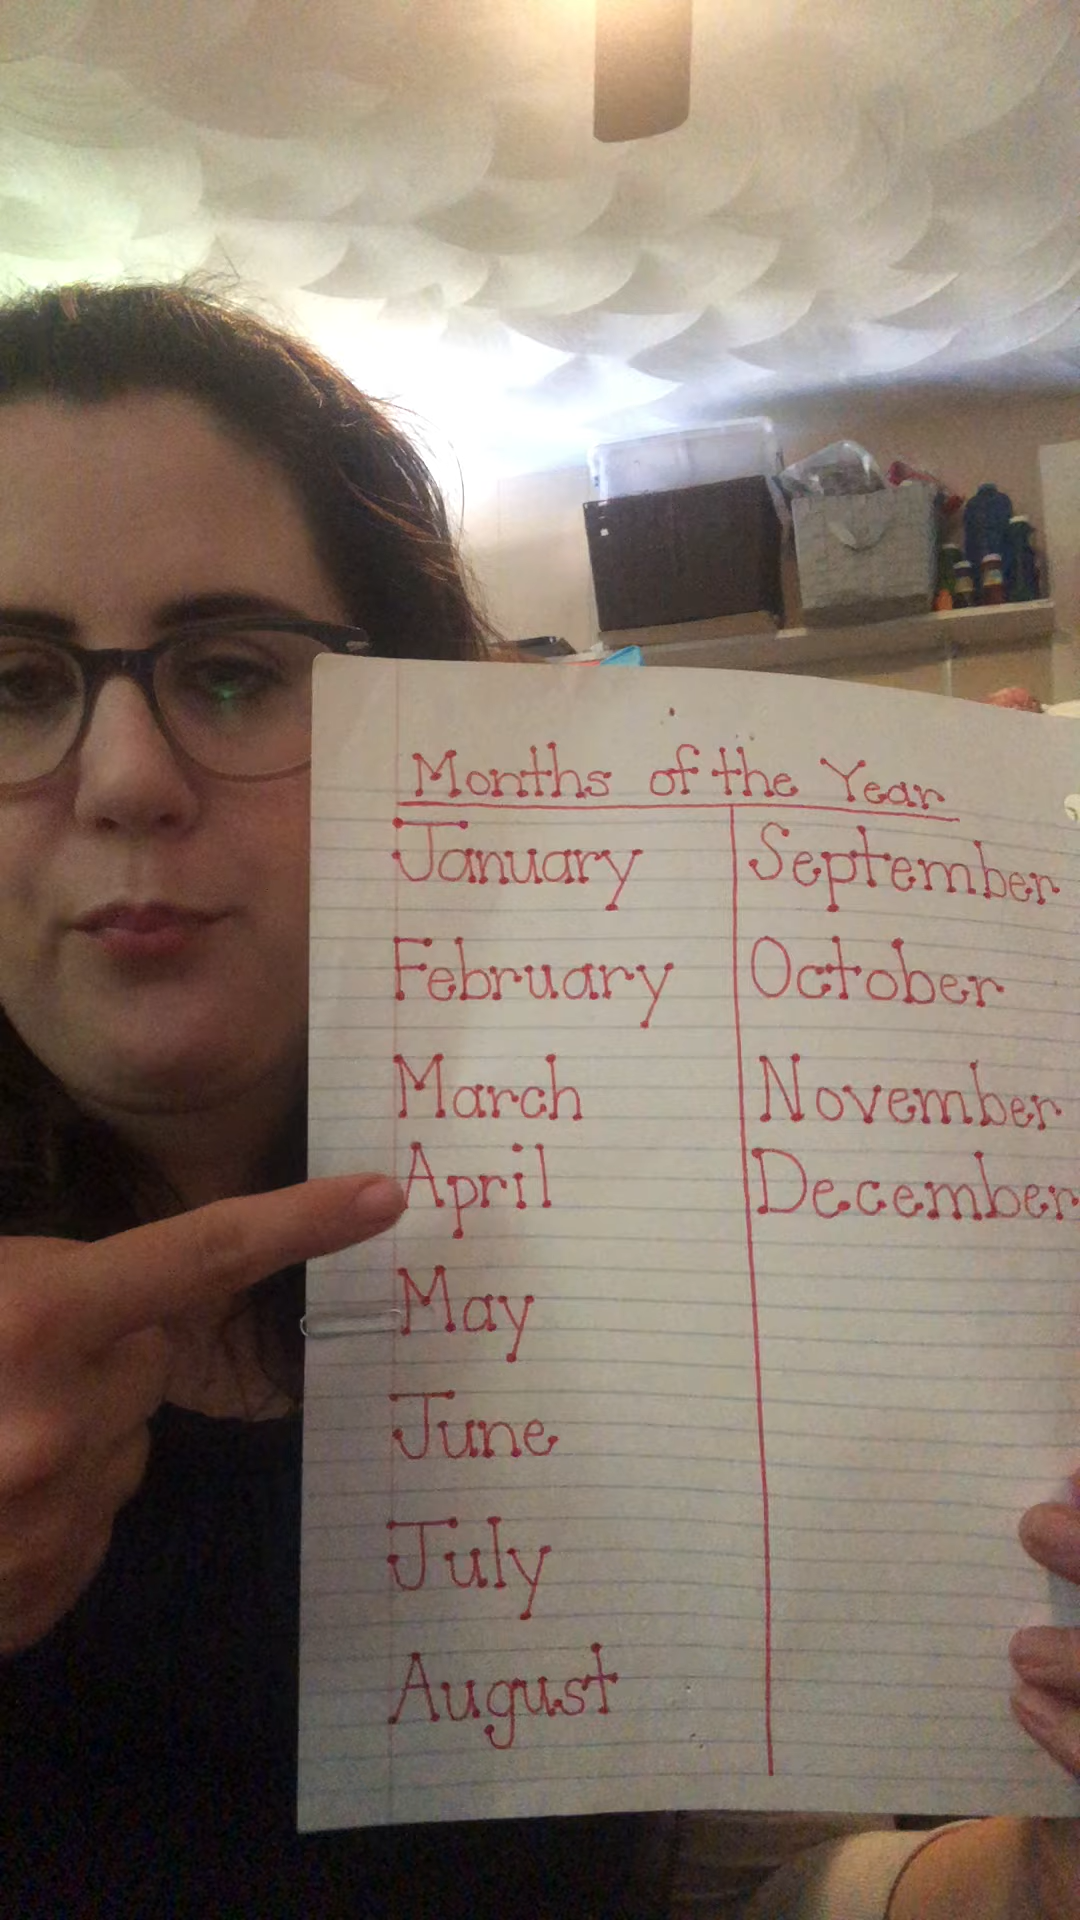 Months of the Year
January
February
March
April
May
June
July
August
September
October
November
December